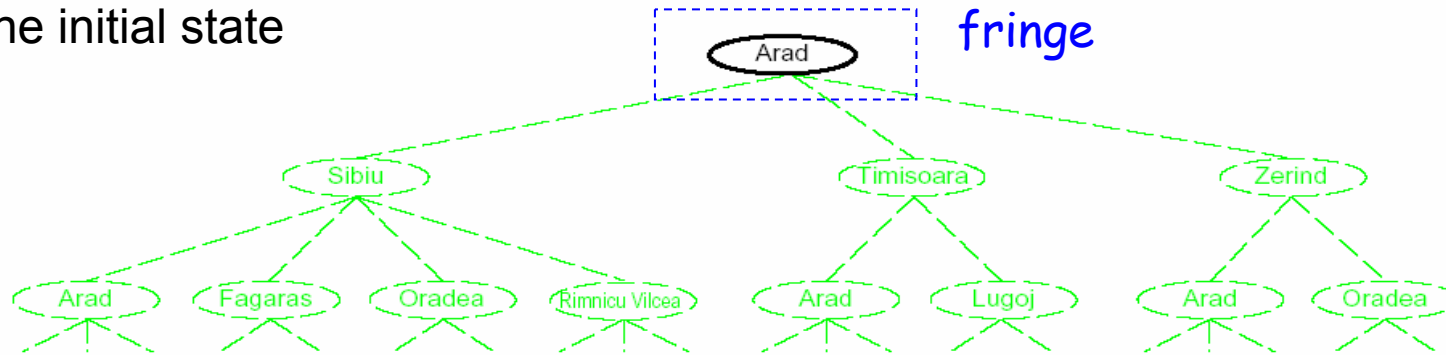 he initial state
fringe
Arad
Sibiu Timisoara Zerind
Arad Fagaras Oradea Rimnicu Vilcea Arad Lugoj Arad Oradea